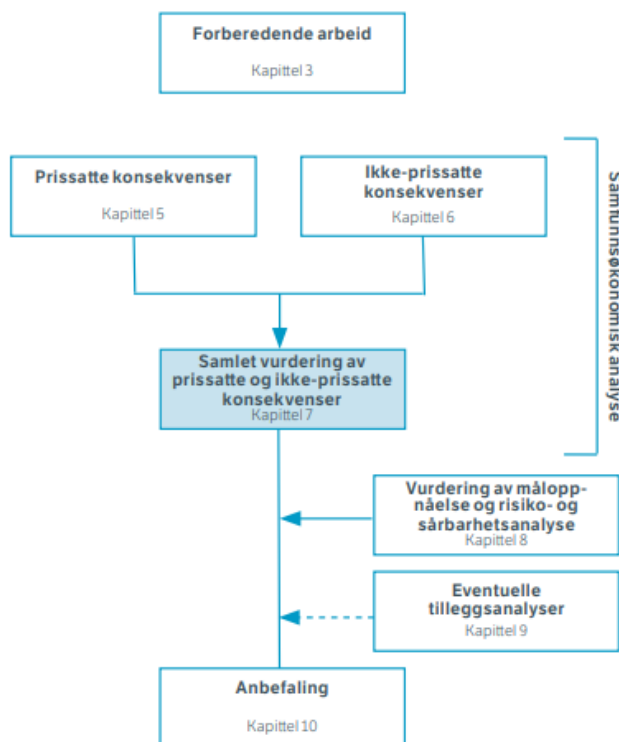 Forberedende arbeid
Kapittel 3
Prissatte konsekvenser
Kapittel 5
Ikke-prissatte
konsekvenser
Kapittel 6
Samfunnsøkonomisk analyse
Samlet vurdering av
prissatte og ikke-prissatte
konsekvenser
Kapittel 7
Vurdering av målopp-
nåelse og risiko- og
sårbarhetsanalyse
Kapittel 8
Eventuelle
tilleggsanalyser
Kapittel 9
Anbefaling
Kapittel 10